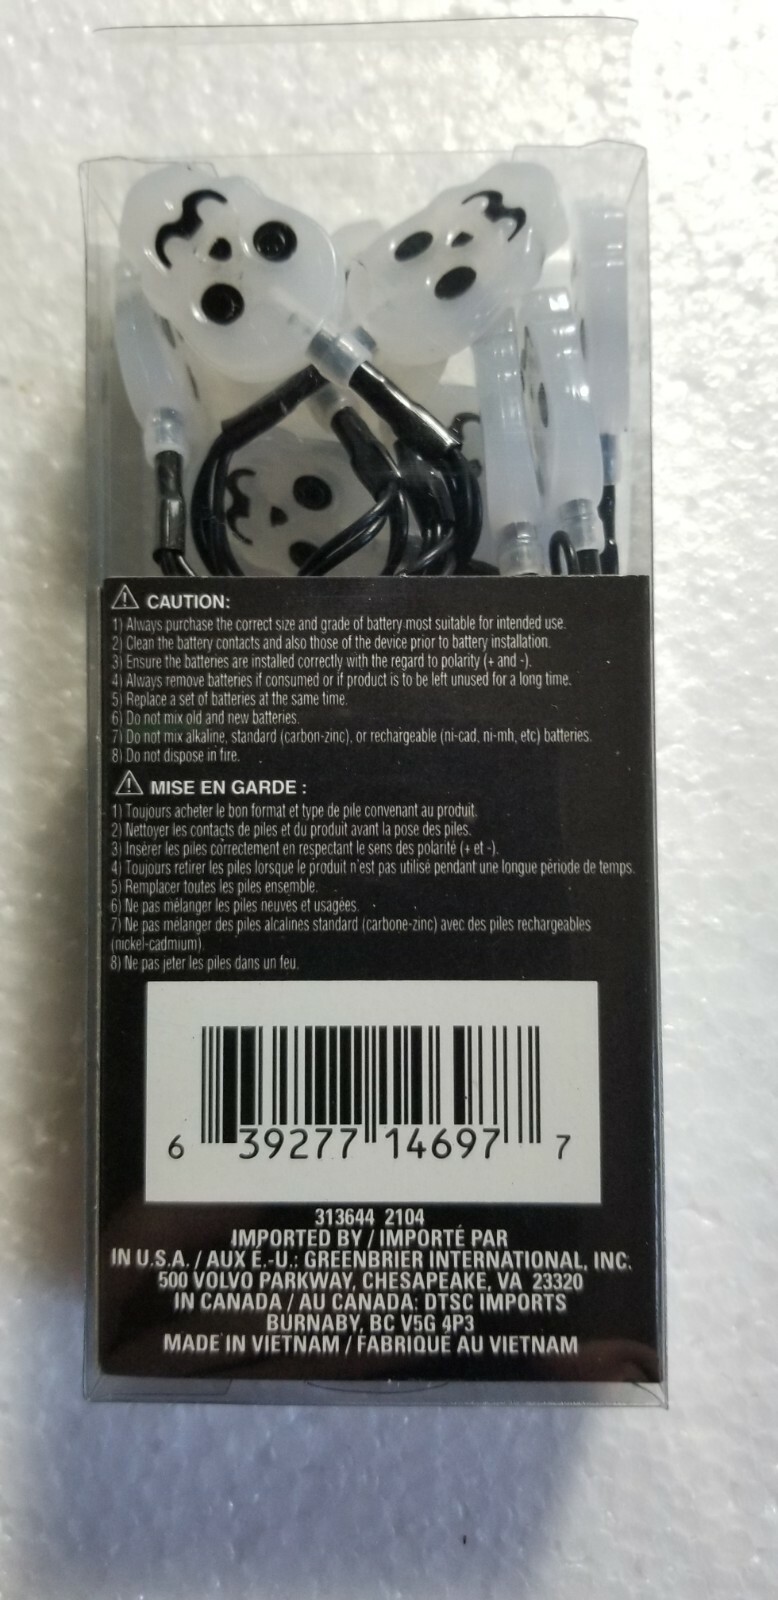 CAUTION:
1) Always purchase the correct size and grade of battery most suitable for intended use.
2) Clean the battery contacts and also those of the device prior to battery installation.
3) Ensure the batteries are installed correctly with the regard to polarity (+ and -).
4) Always remove batteries if consumed or if product is to be left unused for a long time.
5) Replace a set of batteries at the same time.
6) Do not mix old and new batteries.
7) Do not mix alkaline, standard (carbon-zinc), or rechargeable (ni-cad, ni-mh, etc) batteries.
8) Do not dispose in fire.
MISE EN GARDE :
1) Toujours acheter le bon format et type de pile convenant au produit.
2) Nettoyer les contacts de piles et du produit avant la pose des piles.
3) Insérer les piles correctement en respectant le sens des polarité (+ et -).
4) Toujours retirer les piles lorsque le produit n'est pas utilisé pendant une longue période de temps.
5) Remplacer toutes les piles ensemble.
6) Ne pas mélanger les piles neuves et usagées.
7) Ne pas mélanger des piles alcalines standard (carbone-zinc) avec des piles rechargeables
(nickel-cadmium).
8) Ne pas jeter les piles dans un feu.
6 39277 14697 7
313644 2104
IMPORTED BY / IMPORTÉ PAR
IN U.S.A. / AUX É.-U.: GREENBRIER INTERNATIONAL, INC.
500 VOLVO PARKWAY, CHESAPEAKE, VA 23320
IN CANADA / AU CANADA: DTSC IMPORTS
BURNABY, BC V5G 4P3
MADE IN VIETNAM / FABRIQUÉ AU VIETNAM